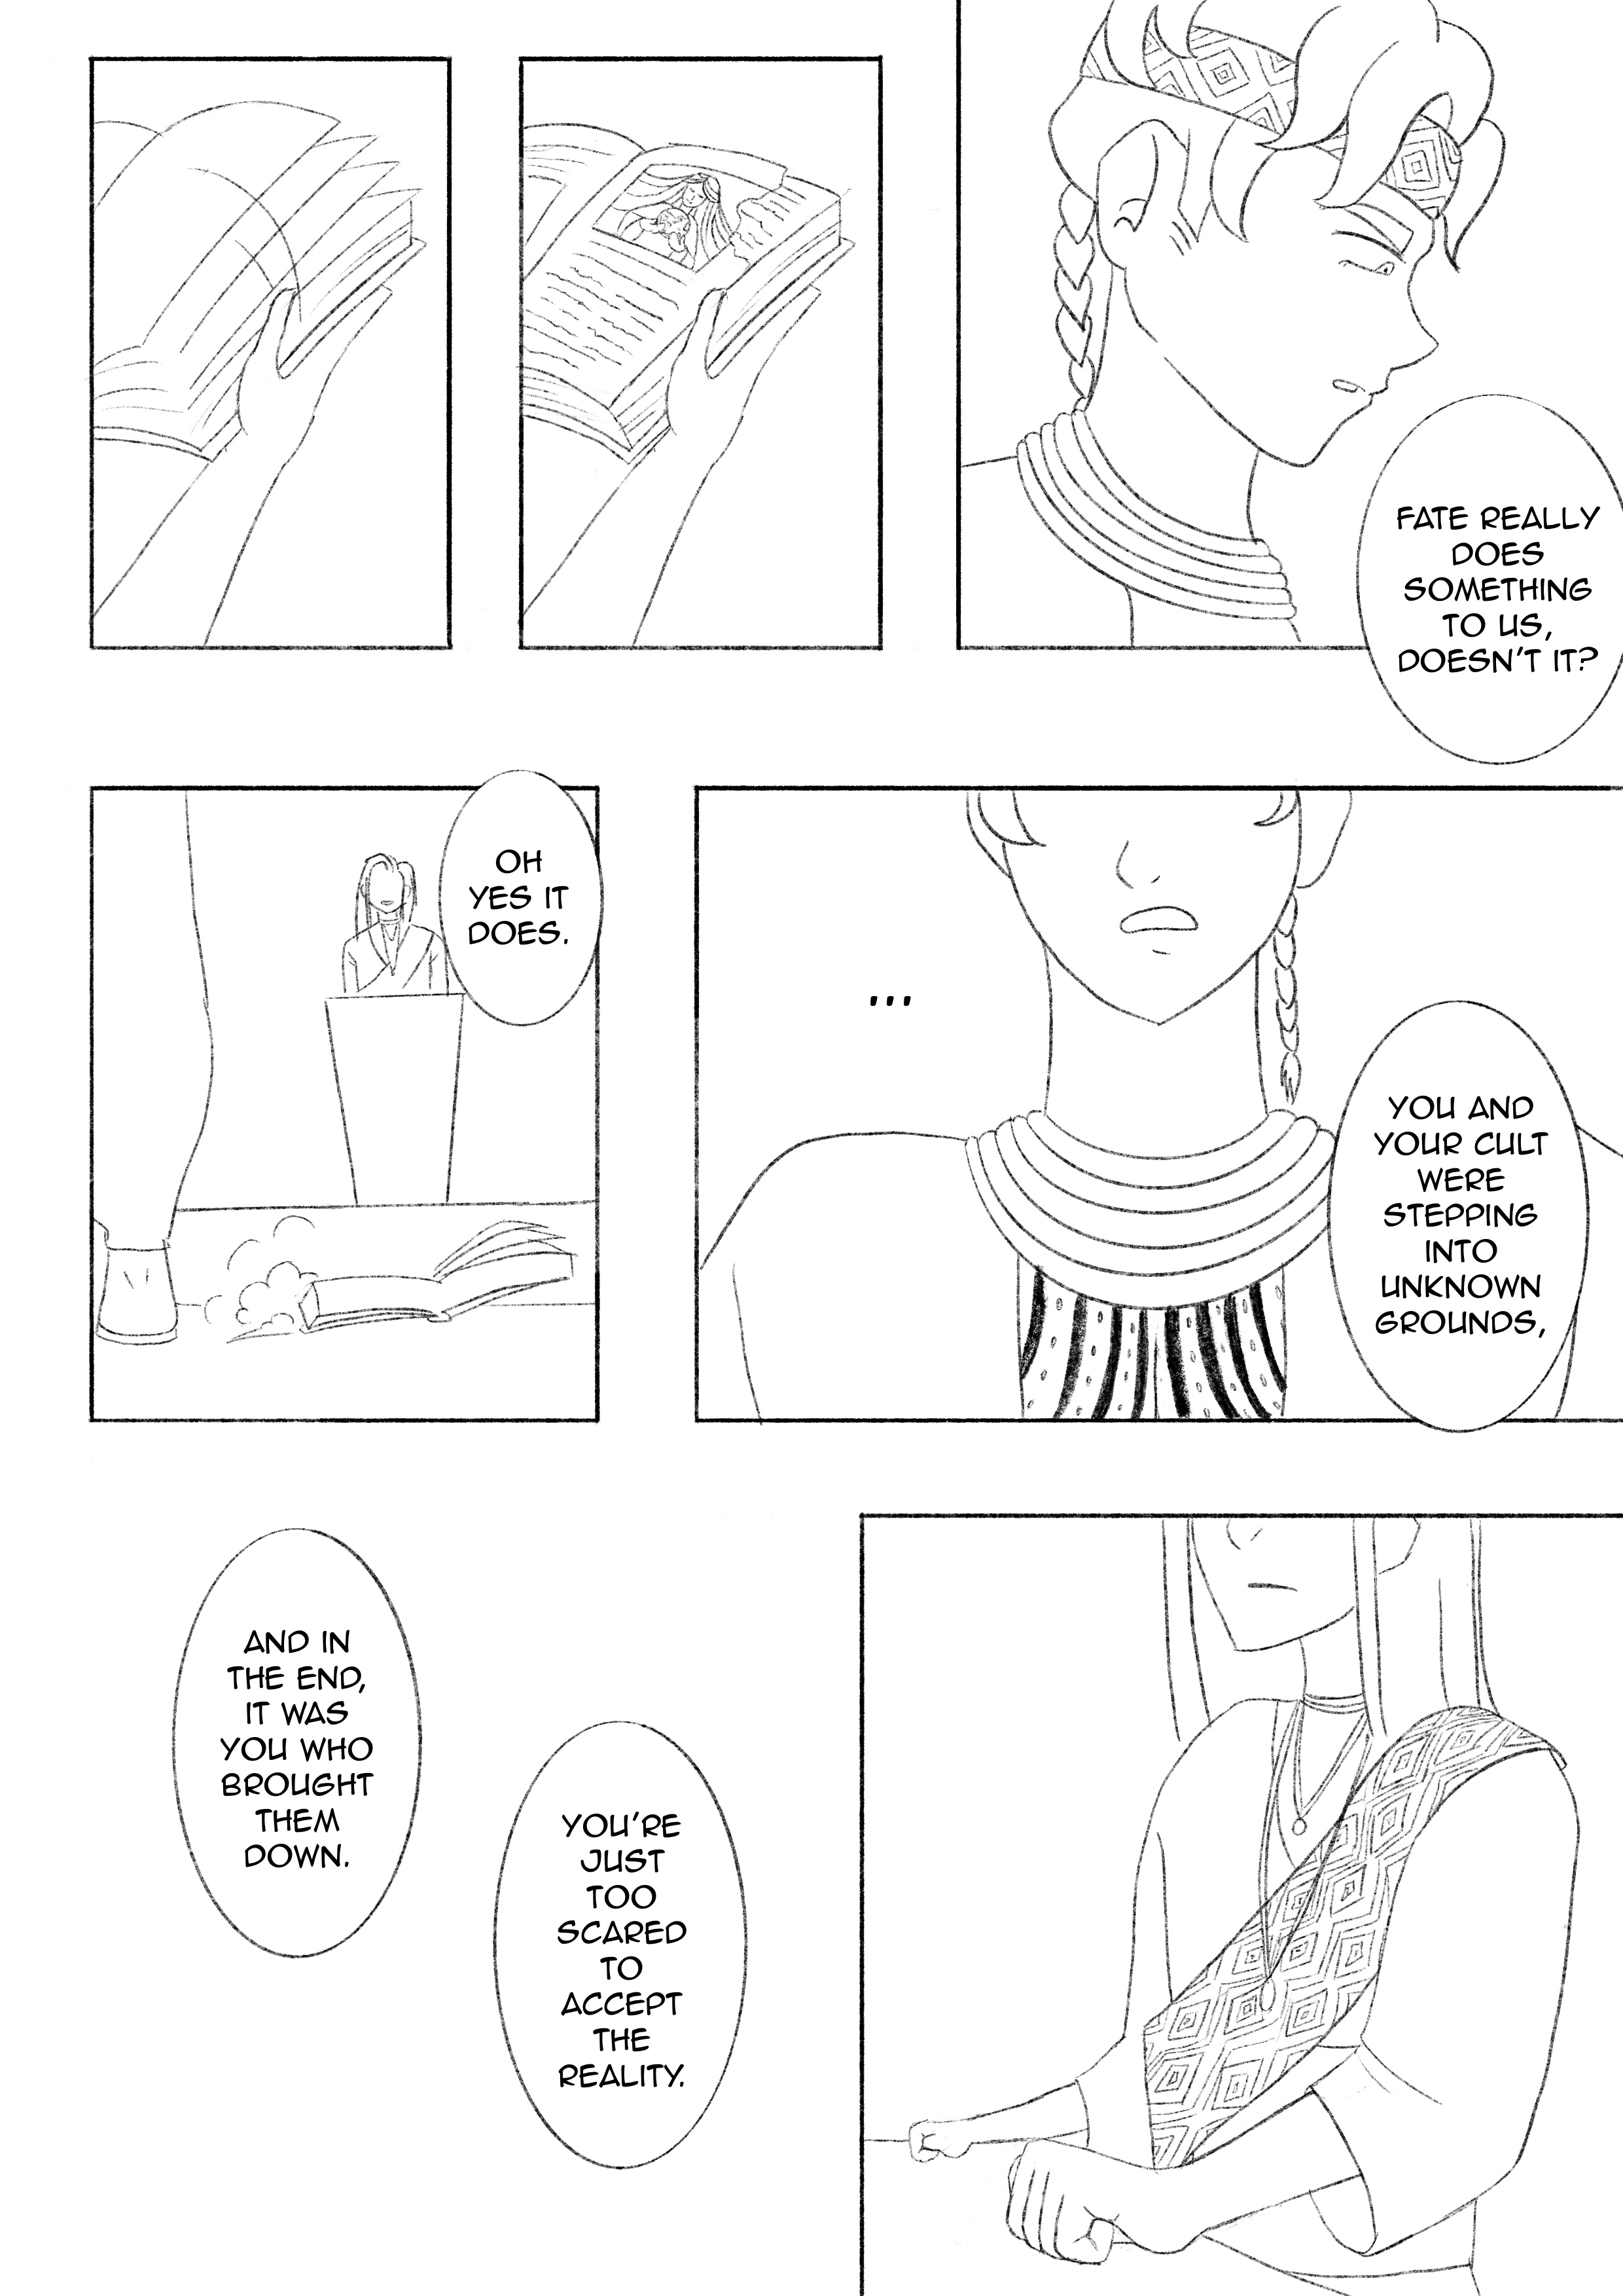 FATE REALLY
DOES
SOMETHING
TO US,
DOESN'T IT?
OH
YES IT
DOES.
...
YOU AND
YOUR CULT
WERE
STEPPING
INTO
UNKNOWN
GROUNDS,
AND IN
THE END,
IT WAS
YOU WHO
BROUGHT
THEM
DOWN.
YOU'RE
JUST
TOO
SCARED
TO
ACCEPT
THE
REALITY.